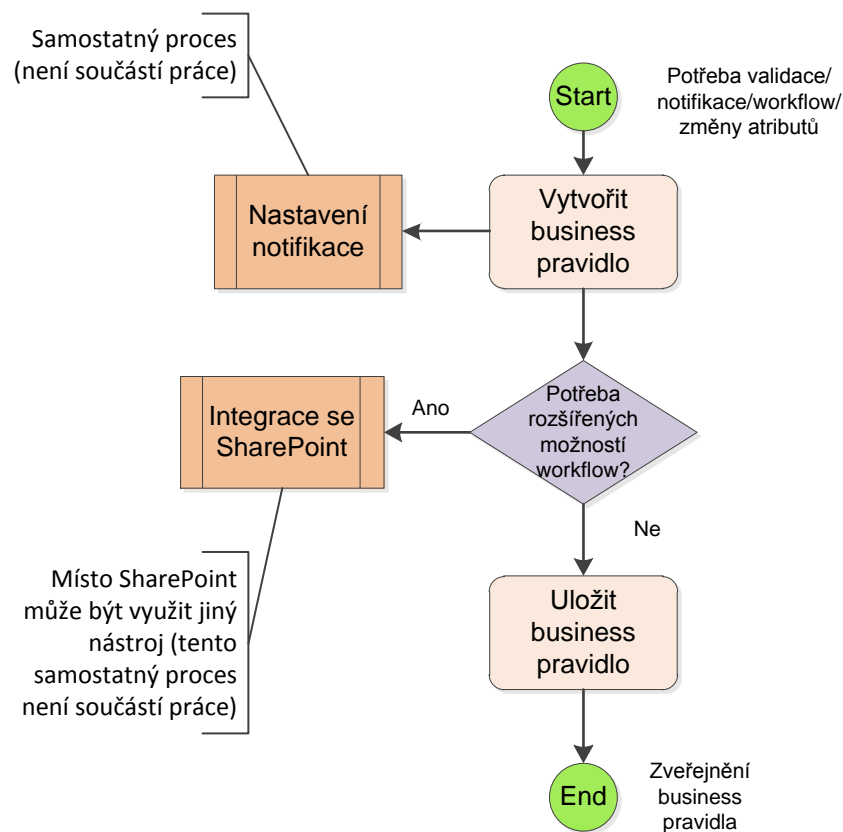 Samostatný proces
(není součástí práce)
Start
Potřeba validace/
notifikace/workflow/
změny atributů
Nastavení
notifikace
Vytvořit
business
pravidlo
Integrace se
SharePoint
Ano
Potřeba
rozšířených
možností
workflow?
Ne
Místo SharePoint
může být využit jiný
nástroj (tento
samostatný proces
není součástí práce)
Uložit
business
pravidlo
End
Zveřejnění
business
pravidla